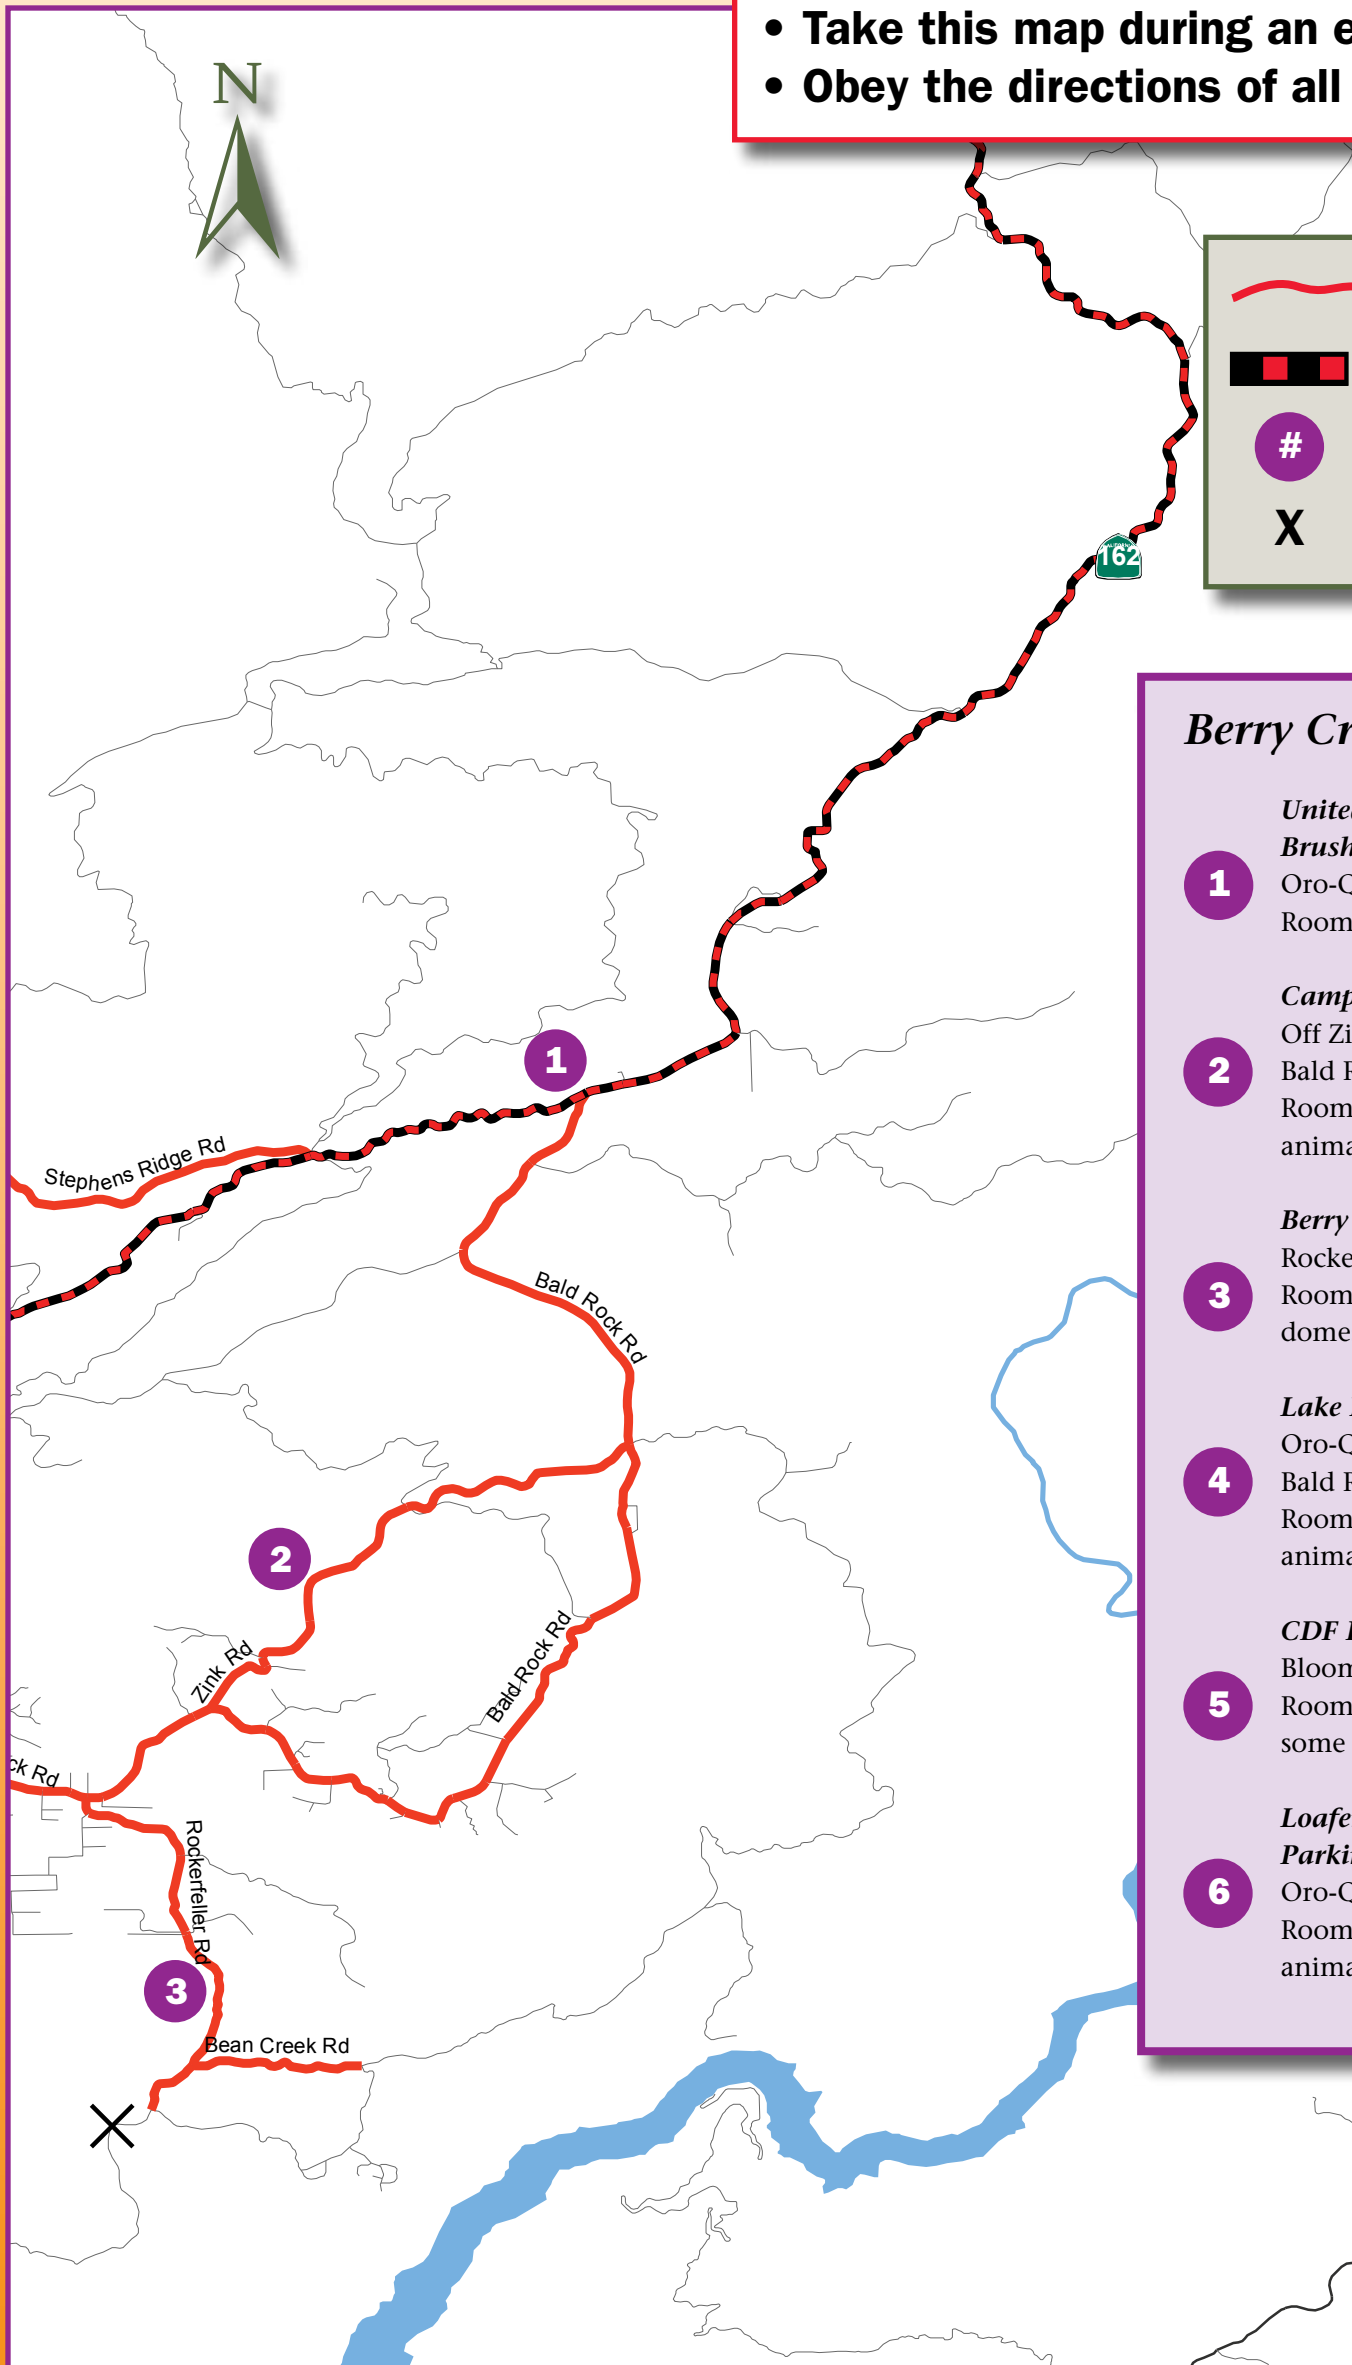 • Take this map during an e
• Obey the directions of all
N
#
X
CALIFORNIA
162
Berry Cr
1
Oro-Q
Room
2
Camp
Off Zi
Bald R
Room
anima
3
Berry
Rocke
Room
dome
4
Lake
Oro-Q
Bald R
Room
anima
5
CDF
Bloom
Room
some
6
Loafe
Parki
Oro-Q
Room
anima
United
Brush
1
Stephens Ridge Rd
Bald Rock Rd
2
Zink Rd
Bald Rock Rd
ck Rd
Rockerfeller Rd
3
Bean Creek Rd